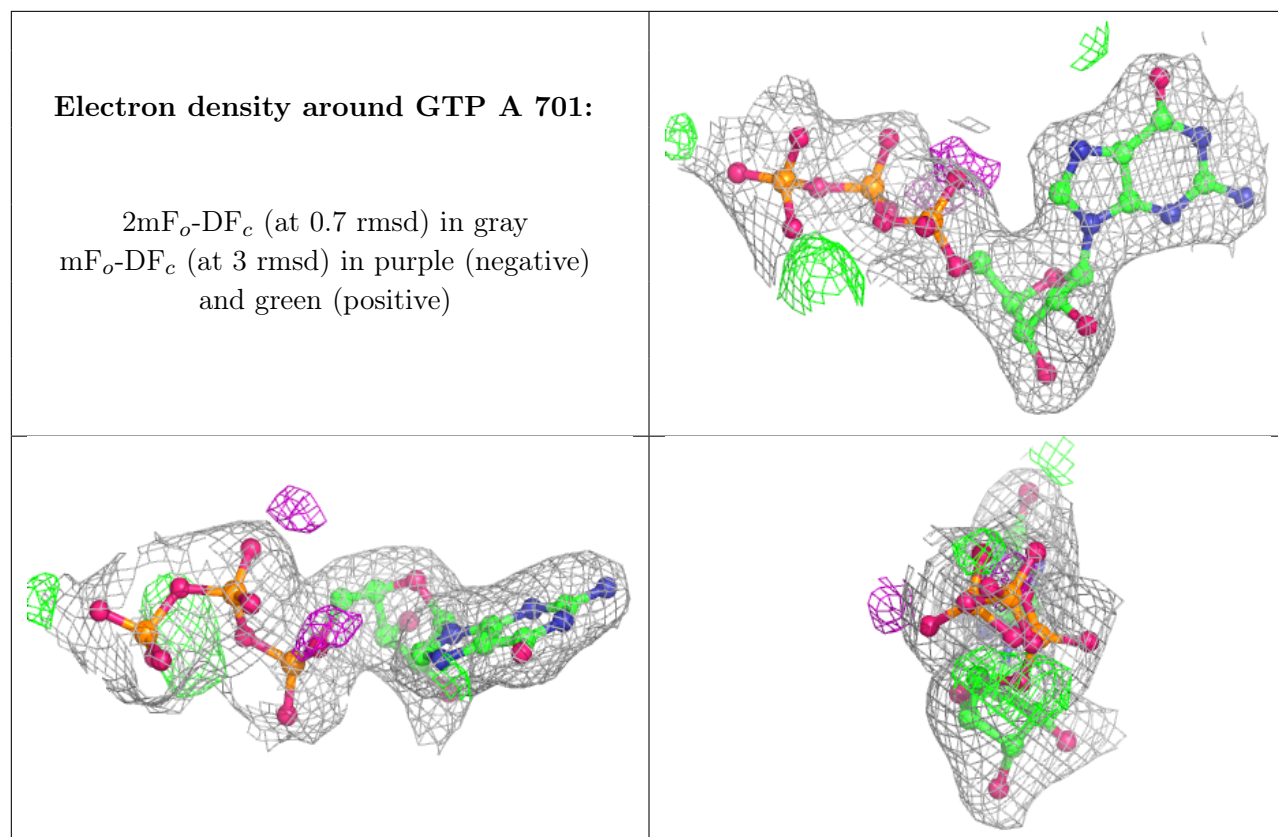 Electron density around GTP A 701:
2mFₒ-DF𝑐 (at 0.7 rmsd) in gray
mFₒ-DF𝑐 (at 3 rmsd) in purple (negative)
and green (positive)